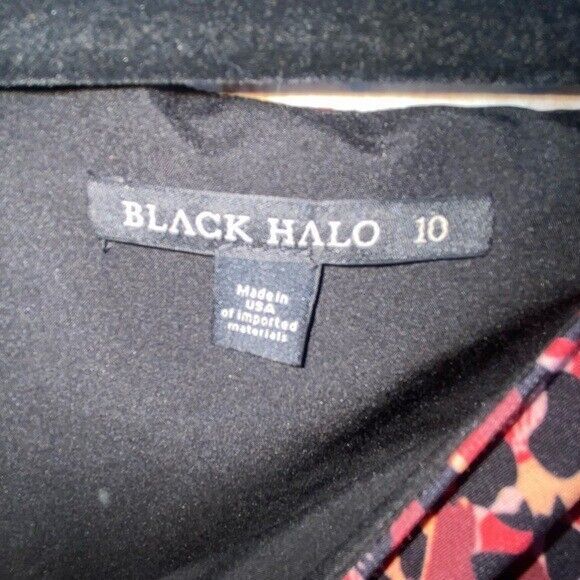 BLACK HALO 10
Made in
USA
of imported
materials